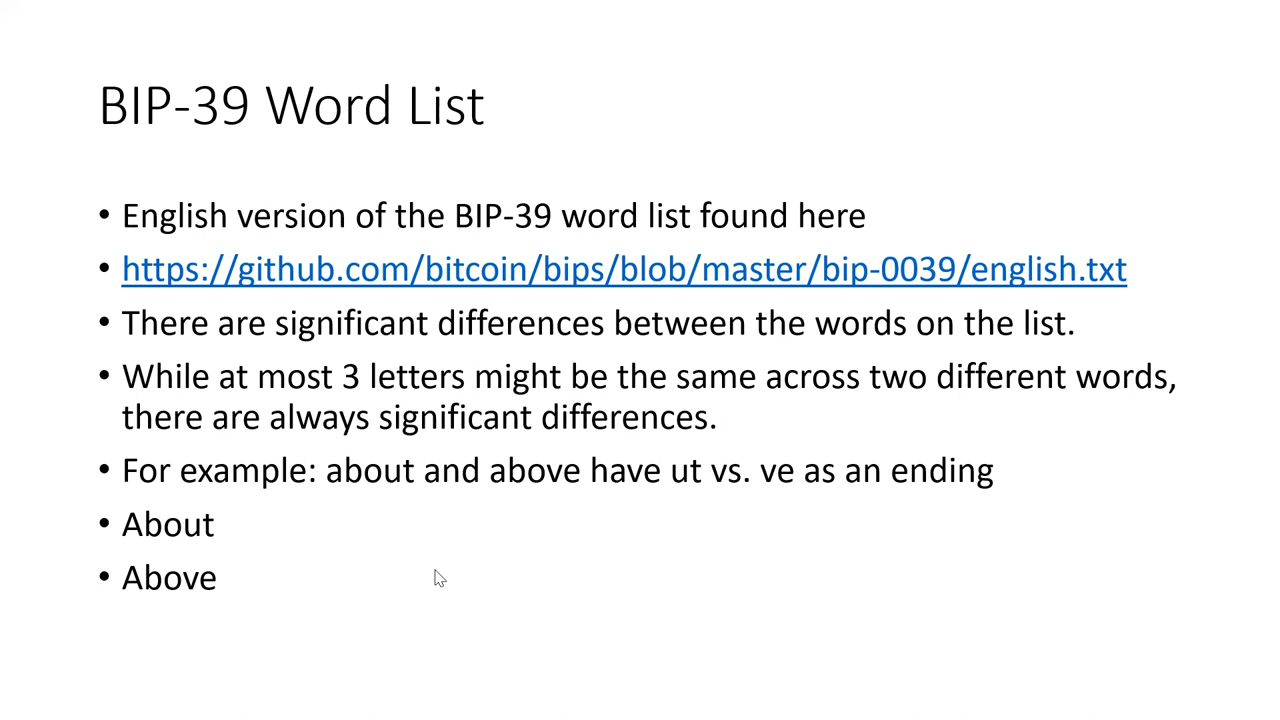 BIP-39 Word List
• English version of the BIP-39 word list found here
• https://github.com/bitcoin/bips/blob/master/bip-0039/english.txt
• There are significant differences between the words on the list.
• While at most 3 letters might be the same across two different words,
there are always significant differences.
• For example: about and above have ut vs. ve as an ending
• About
• Above